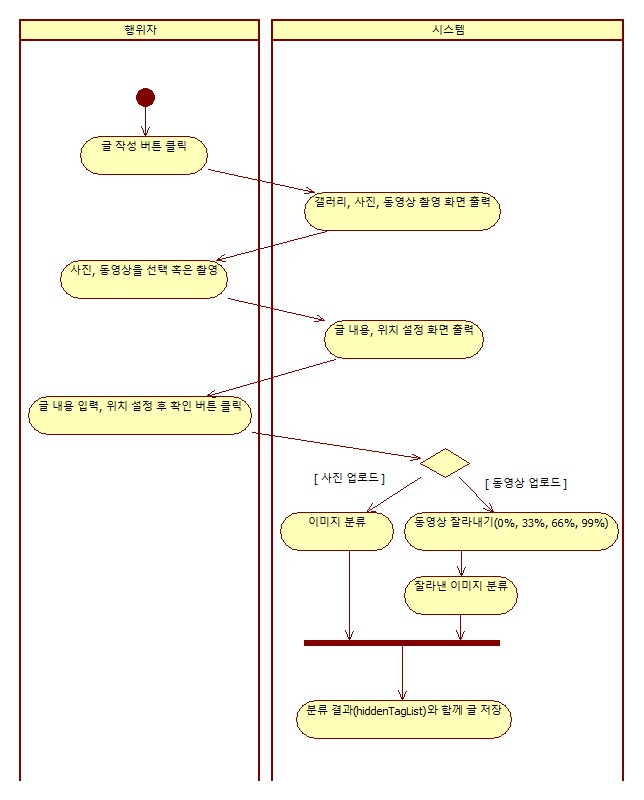 행위자
시스템
글 작성 버튼 클릭
갤러리, 사진, 동영상 촬영 화면 출력
사진, 동영상을 선택 혹은 촬영
글 내용, 위치 설정 화면 출력
글 내용 입력, 위치 설정 후 확인 버튼 클릭
[ 사진 업로드 ]
[ 동영상 업로드 ]
이미지 분류
동영상 잘라내기(0%, 33%, 66%, 99%)
잘라낸 이미지 분류
분류 결과(hiddenTagList)와 함께 글 저장